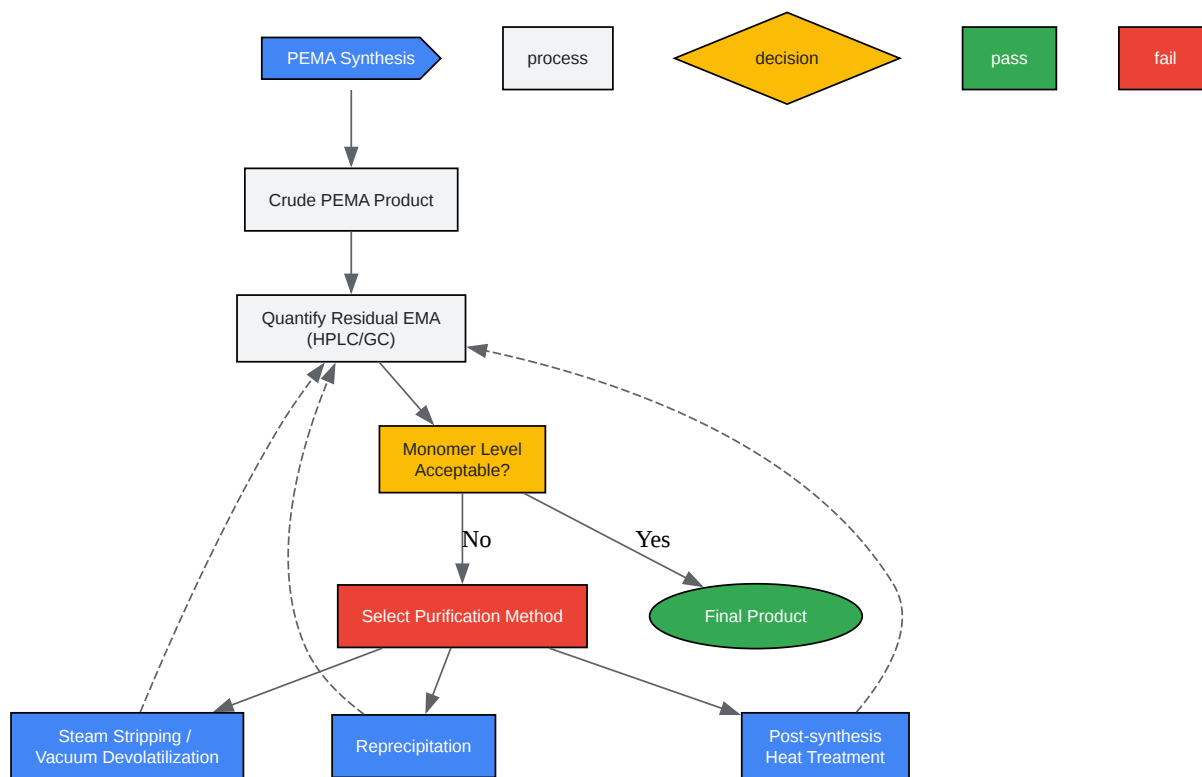 PEMA Synthesis
process
decision
pass
fail
Crude PEMA Product
Quantify Residual EMA
(HPLC/GC)
Monomer Level
Acceptable?
No
Yes
Select Purification Method
Final Product
Steam Stripping /
Vacuum Devolatilization
Reprecipitation
Post-synthesis
Heat Treatment